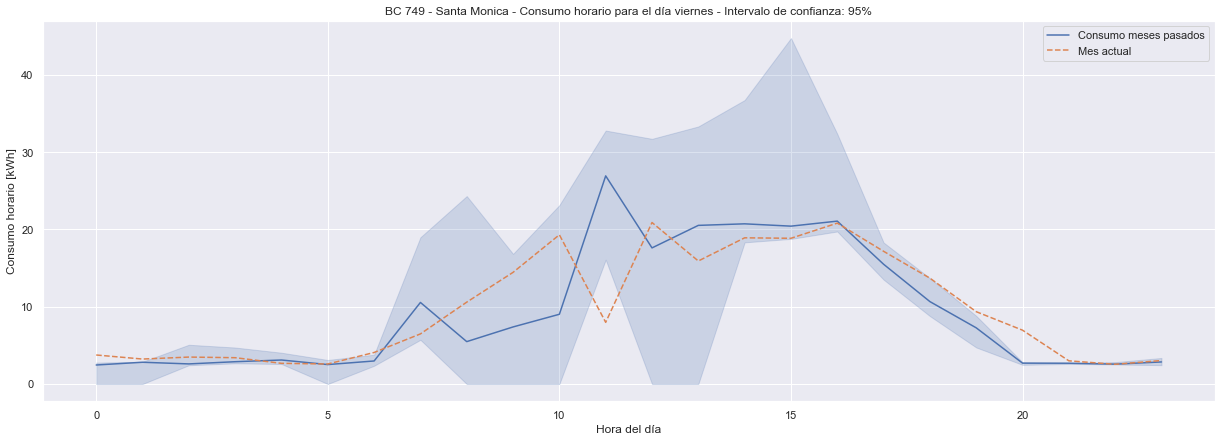 BC 749 - Santa Monica - Consumo horario para el día viernes - Intervalo de confianza: 95%
Consumo meses pasados
Mes actual
Consumo horario [kWh]
40
30
20
10
0
0 5 10 15 20
Hora del día